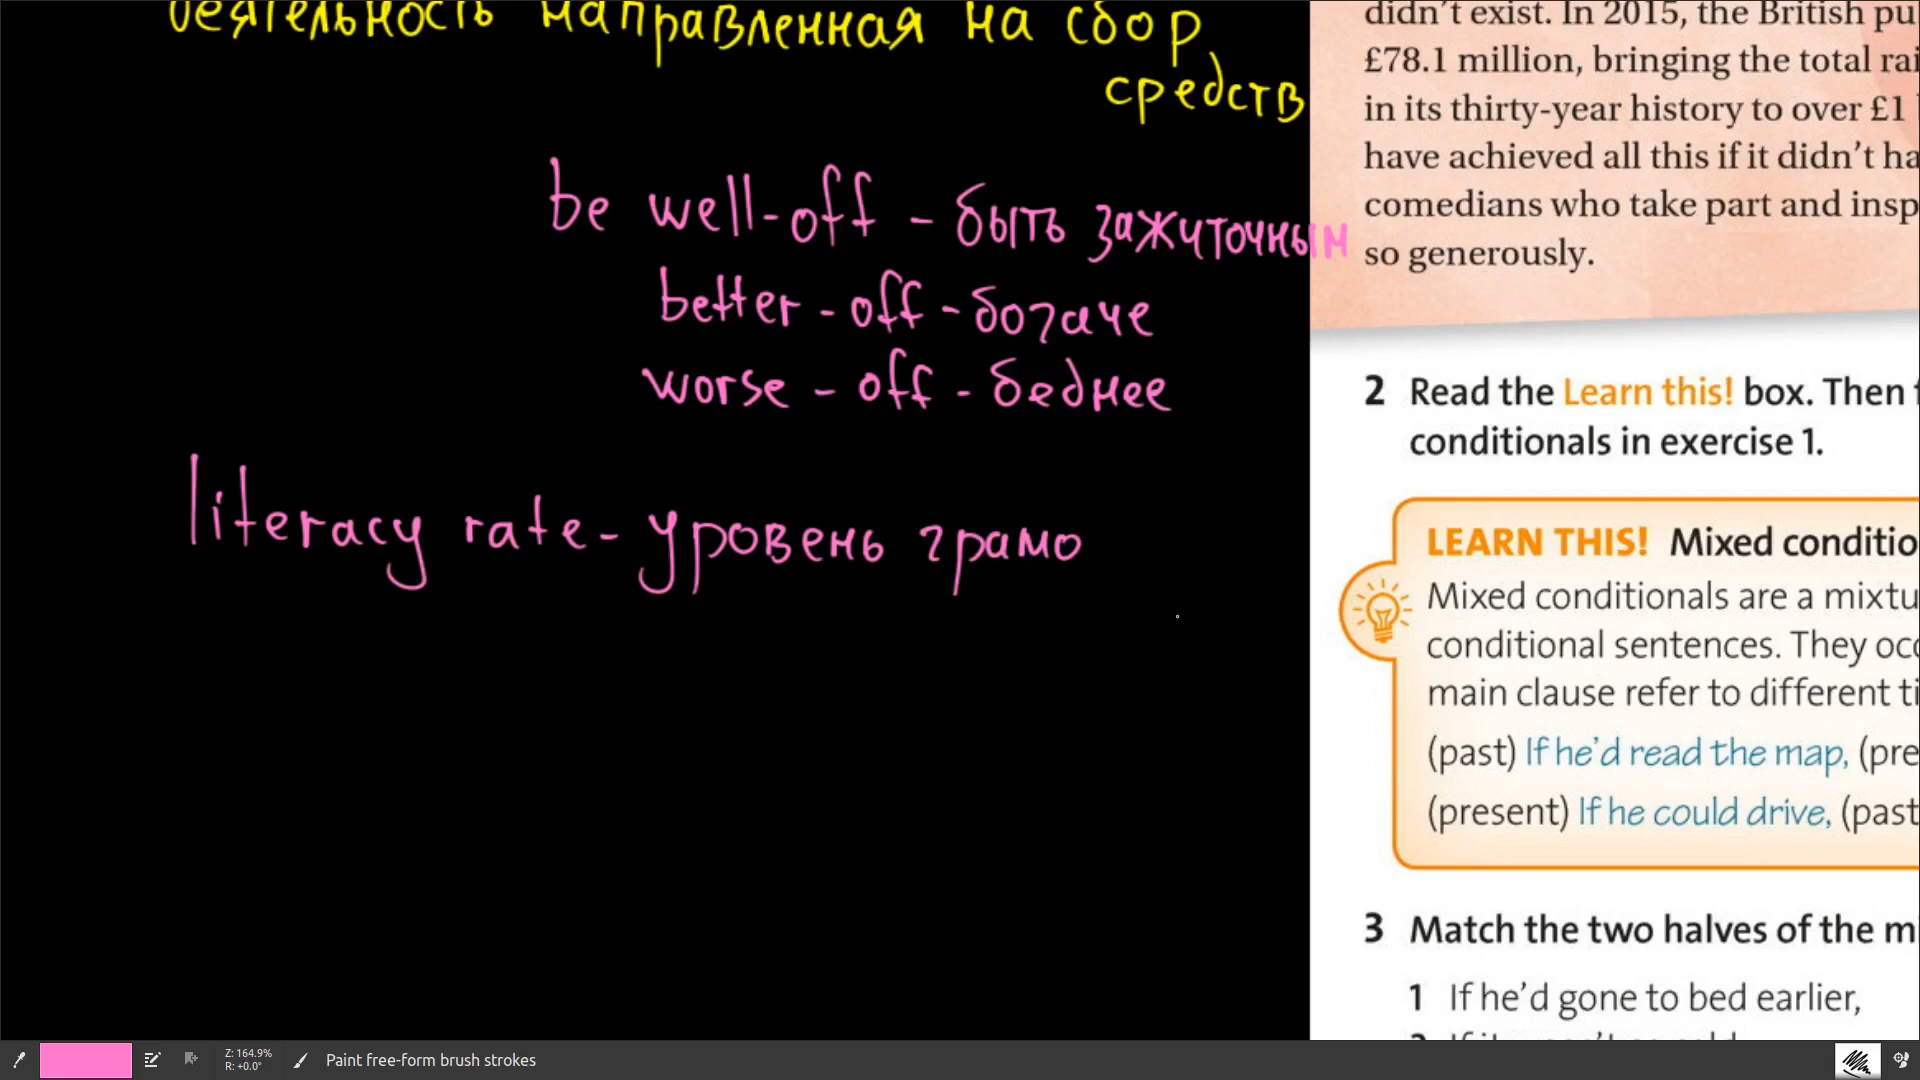 деятельность направленная на сбор
средств
be well-off - быть зажиточным
better - off - богаче
worse - off - беднее
literacy rate - уровень грамо
didn't exist. In 2015, the British pu
£78.1 million, bringing the total rai
in its thirty-year history to over £1
have achieved all this if it didn't ha
comedians who take part and insp
so generously.
2 Read the Learn this! box. Then
conditionals in exercise 1.
LEARN THIS! Mixed conditio
Mixed conditionals are a mixtu
conditional sentences. They occ
main clause refer to different ti
(past) If he'd read the map, (pre
(present) If he could drive, (past
3 Match the two halves of the m
1 If he'd gone to bed earlier,
Z: 164.9%
R: +0.0°
Paint free-form brush strokes